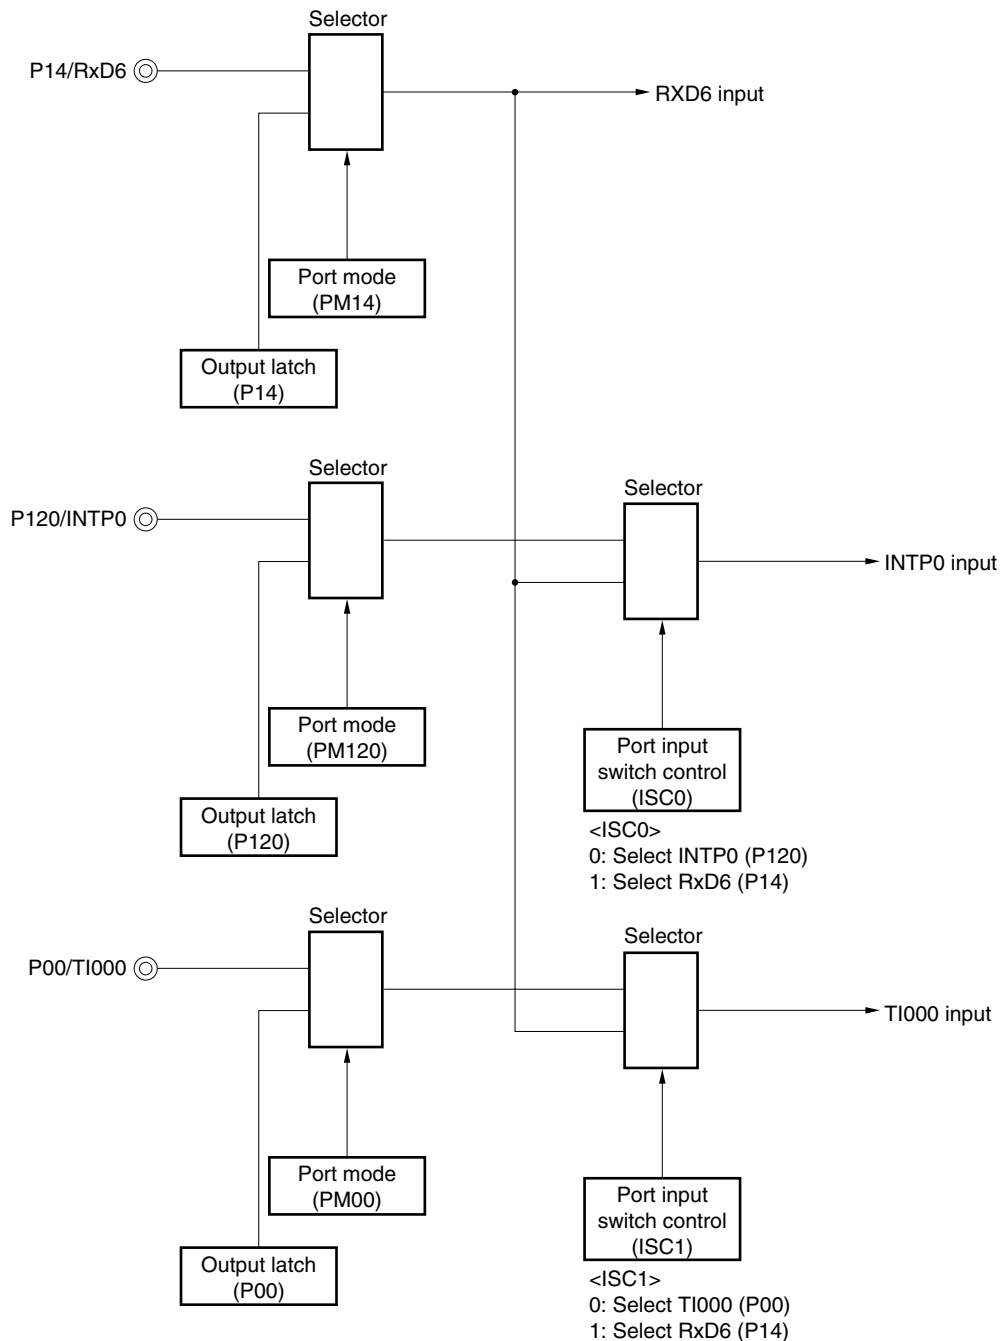 Selector
P14/RxD6
RXD6 input
Port mode
(PM14)
Output latch
(P14)
Selector
P120/INTP0
Selector
INTP0 input
Port mode
(PM120)
Port input
switch control
(ISC0)
Output latch
(P120)
<ISC0>
0: Select INTP0 (P120)
1: Select RxD6 (P14)
Selector
P00/TI000
Selector
TI000 input
Port mode
(PM00)
Port input
switch control
(ISC1)
Output latch
(P00)
<ISC1>
0: Select TI000 (P00)
1: Select RxD6 (P14)